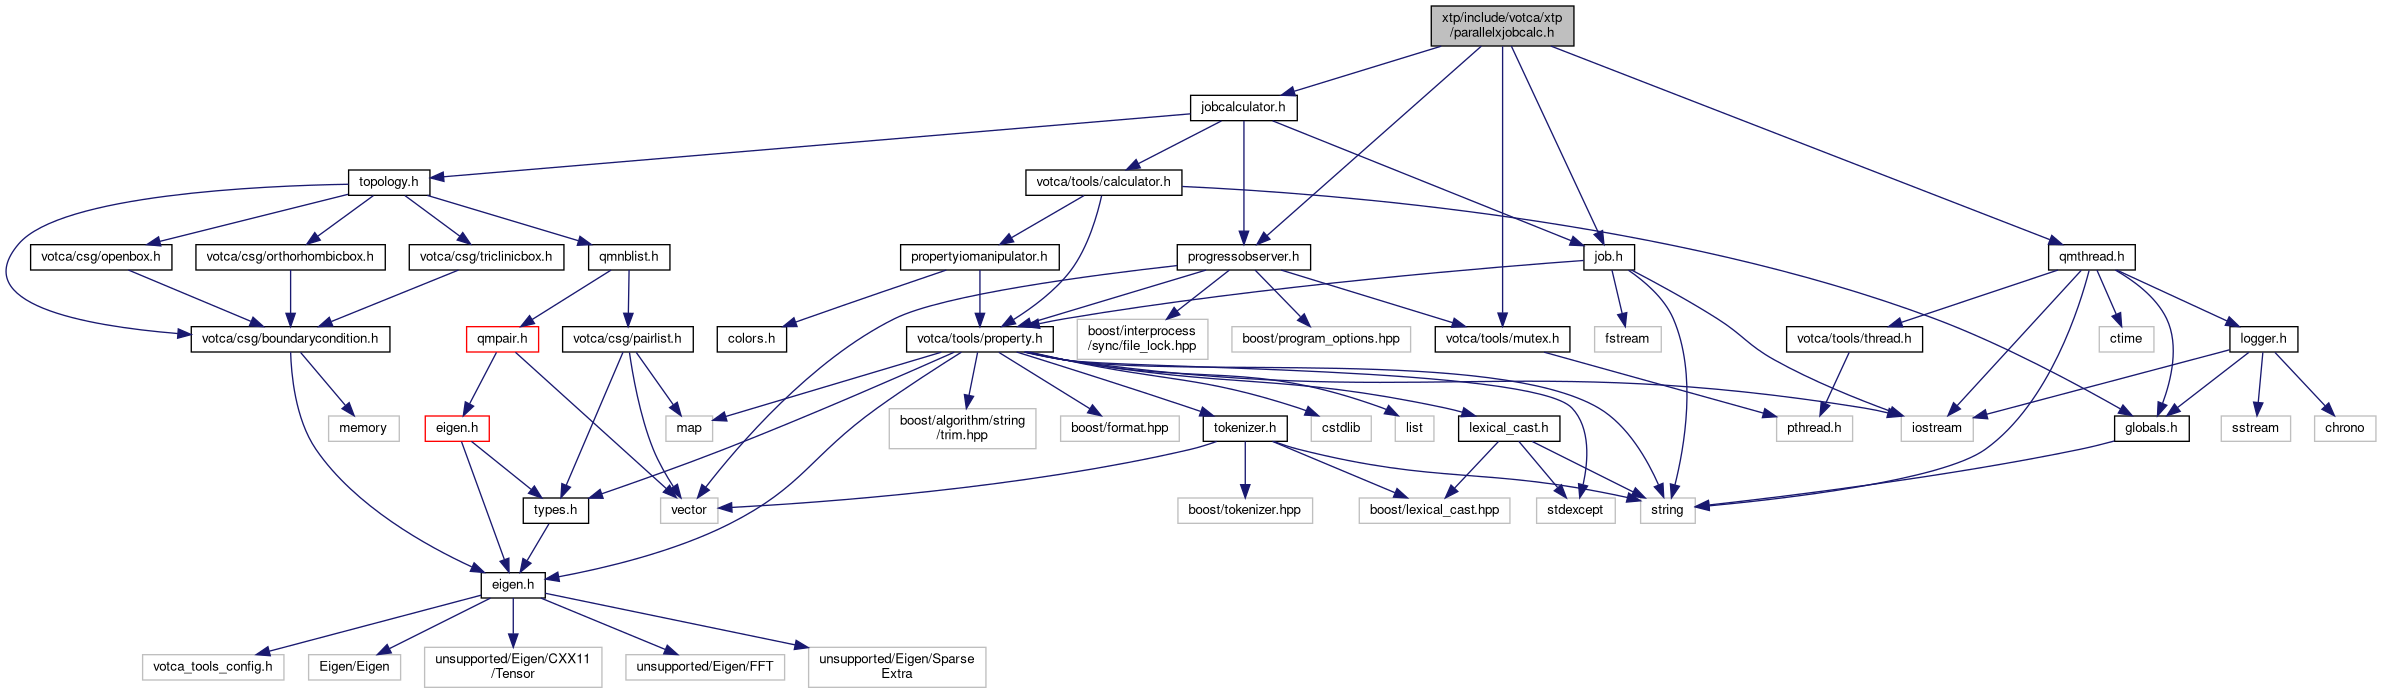 xtp/include/votca/xtp
/parallelxjobcalc.h
jobcalculator.h
topology.h
votca/tools/calculator.h
votca/csg/openbox.h
votca/csg/orthorhombicbox.h
votca/csg/triclinicbox.h
qmnblist.h
propertyiomanipulator.h
progressobserver.h
job.h
qmthread.h
votca/csg/boundarycondition.h
qmpair.h
votca/csg/pairlist.h
colors.h
votca/tools/property.h
boost/interprocess
/sync/file_lock.hpp
boost/program_options.hpp
votca/tools/mutex.h
fstream
votca/tools/thread.h
ctime
logger.h
memory
eigen.h
map
boost/algorithm/string
/trim.hpp
boost/format.hpp
tokenizer.h
cstdlib
list
lexical_cast.h
pthread.h
iostream
globals.h
sstream
chrono
types.h
vector
boost/tokenizer.hpp
boost/lexical_cast.hpp
stdexcept
string
eigen.h
votca_tools_config.h
Eigen/Eigen
unsupported/Eigen/CXX11
/Tensor
unsupported/Eigen/FFT
unsupported/Eigen/Sparse
Extra